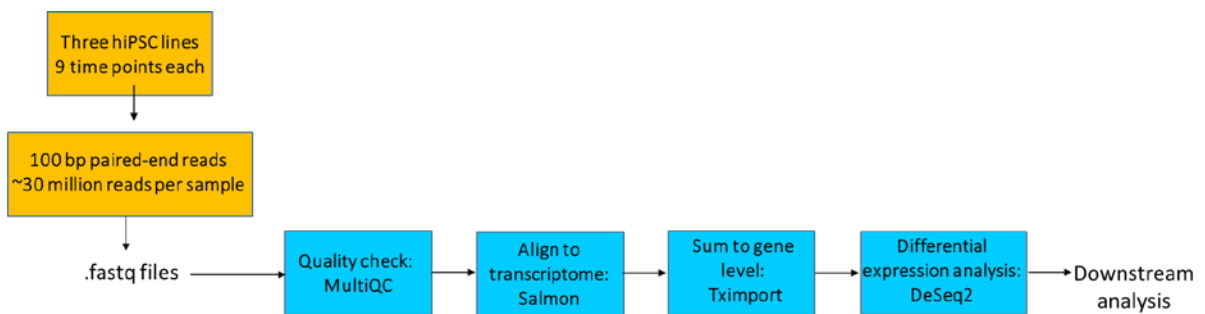 Three hiPSC lines
9 time points each
100 bp paired-end reads
~30 million reads per sample
.fastq files
Quality check:
MultiQC
Align to
transcriptome:
Salmon
Sum to gene
level:
Tximport
Differential
expression analysis:
DeSeq2
Downstream
analysis